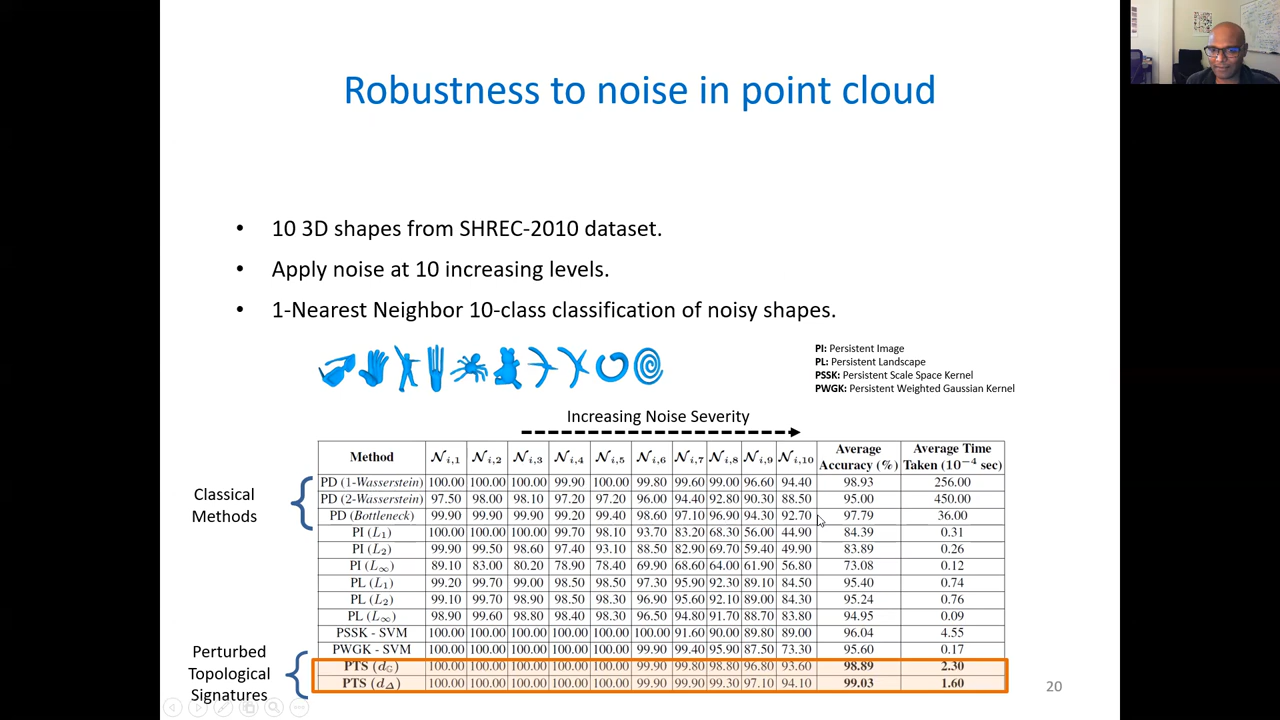 Robustness to noise in point cloud
• 10 3D shapes from SHREC-2010 dataset.
• Apply noise at 10 increasing levels.
• 1-Nearest Neighbor 10-class classification of noisy shapes.
PI: Persistent Image
PL: Persistent Landscape
PSSK: Persistent Scale Space Kernel
PWGK: Persistent Weighted Gaussian Kernel
Increasing Noise Severity
Classical
Methods
Perturbed
Topological
Signatures
Method 𝒩i,1 𝒩i,2 𝒩i,3 𝒩i,4 𝒩i,5 𝒩i,6 𝒩i,7 𝒩i,8 𝒩i,9 𝒩i,10 Average Accuracy (%) Average Time Taken (10⁻⁴ sec)
PD (1-Wasserstein) 100.00 100.00 100.00 99.90 100.00 99.80 99.60 99.00 96.60 94.40 98.93 256.00
PD (2-Wasserstein) 97.50 98.00 98.10 97.20 97.20 96.00 94.40 92.80 90.30 88.50 95.00 450.00
PD (Bottleneck) 99.90 99.90 99.90 99.20 99.40 98.60 97.10 96.90 94.30 92.70 97.79 36.00
PI (L₁) 100.00 100.00 100.00 99.70 98.10 93.70 83.20 68.30 56.00 44.90 84.39 0.31
PI (L₂) 99.90 99.50 98.60 97.40 93.10 88.50 82.90 69.70 59.40 49.90 83.89 0.26
PI (L∞) 89.10 83.00 80.20 78.90 78.40 69.90 68.60 64.00 61.90 56.80 73.08 0.12
PL (L₁) 99.20 99.70 99.00 98.50 98.50 97.30 95.90 92.30 89.10 84.50 95.40 0.74
PL (L₂) 99.10 99.70 98.90 98.50 98.30 96.90 95.60 92.10 89.00 84.30 95.24 0.76
PL (L∞) 98.90 99.60 98.80 98.40 98.30 96.50 94.80 91.70 88.70 83.80 94.95 0.09
PSSK - SVM 100.00 100.00 100.00 100.00 100.00 100.00 91.60 90.00 89.80 89.00 96.04 4.55
PWGK - SVM 100.00 100.00 100.00 100.00 100.00 99.90 99.40 95.90 87.50 73.30 95.60 0.17
PTS (d𝔾) 100.00 100.00 100.00 100.00 100.00 99.90 99.80 98.80 96.80 93.60 98.89 2.30
PTS (dΔ) 100.00 100.00 100.00 100.00 100.00 99.90 99.90 99.30 97.10 94.10 99.03 1.60
20